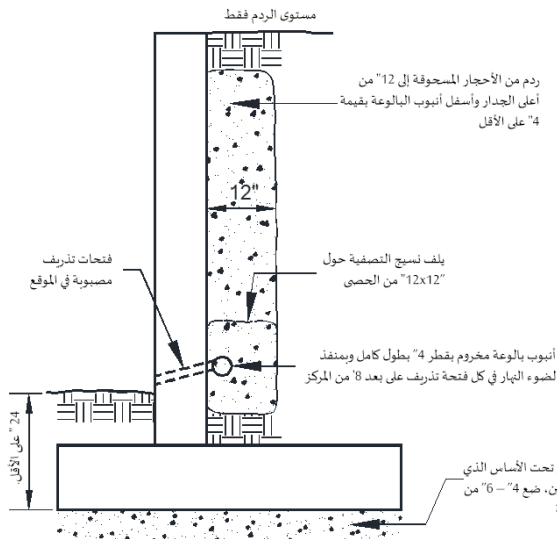 مستوى الردم فقط
ردم من الأحجار المسحوقة إلى 12" من
أعلى الجدار وأسفل أنبوب البالوعة بقيمة
4" على الأقل
12"
فتحات تذريف
مصبوبة في الموقع
يلف نسيج التصفية حول
12x12" من الحصى
أنبوب بالوعة مخروم بقطر 4" بطول كامل وبمنفذ
لضوء النهار في كل فتحة تذريف على بعد 8' من المركز
24 " على الأقل.
تحت الأساس الذي
ضع 4" – 6" من